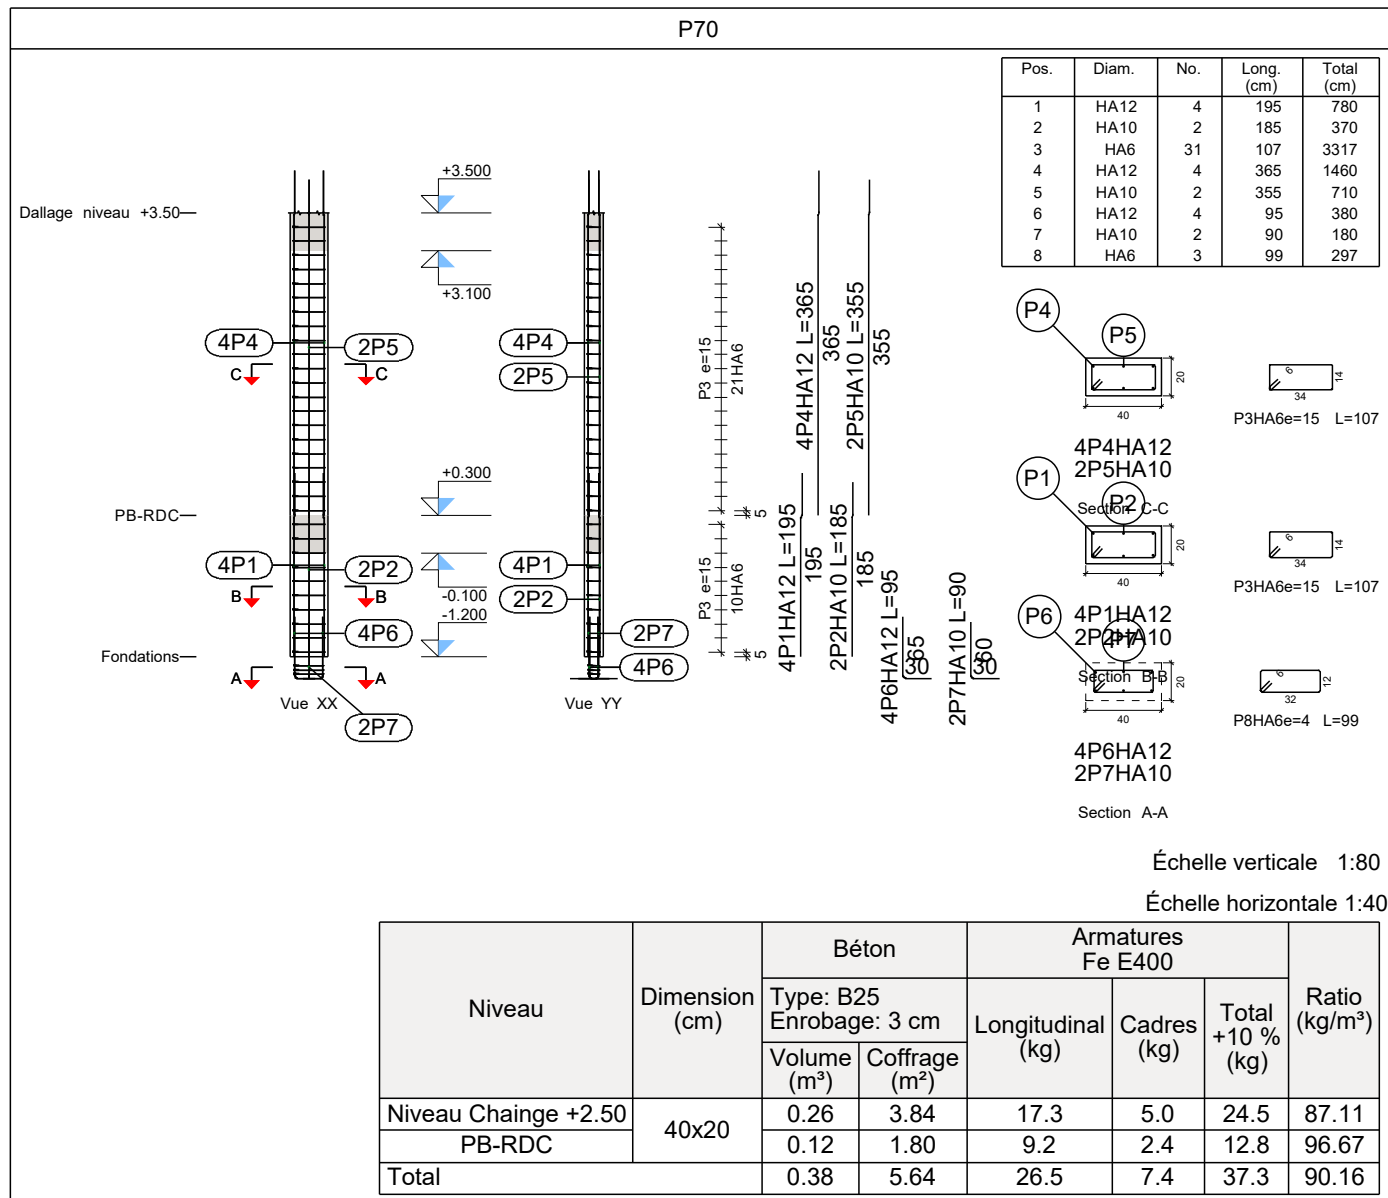 P70
Pos. Diam. No. Long. (cm) Total (cm)
1 HA12 4 195 780
2 HA10 2 185 370
3 HA6 31 107 3317
4 HA12 4 365 1460
5 HA10 2 355 710
6 HA12 4 95 380
7 HA10 2 90 180
8 HA6 3 99 297
Dallage niveau +3.50
+3.500
+3.100
4P4
2P5
C
C
4P4
2P5
PB-RDC
+0.300
4P1
2P2
-0.100
B
B
4P1
2P2
-1.200
4P6
Fondations
A
A
2P7
4P6
Vue XX
2P7
Vue YY
P3 e=15
21HA6
5
P3 e=15
10HA6
5
4P4HA12 L=365
365
2P5HA10 L=355
355
4P1HA12 L=195
195
2P2HA10 L=185
185
4P6HA12 L=95
65
30
2P7HA10 L=90
60
30
P4
P5
20
40
6
14
34
P3HA6e=15 L=107
4P4HA12
2P5HA10
Section C-C
P1
P2
20
40
6
14
34
P3HA6e=15 L=107
4P1HA12
2P2HA10
Section B-B
P6
P7
20
40
6
12
32
P8HA6e=4 L=99
4P6HA12
2P7HA10
Section A-A
Échelle verticale 1:80
Échelle horizontale 1:40
Niveau
Dimension (cm)
Béton
Type: B25
Enrobage: 3 cm
Volume (m³)
Coffrage (m²)
Armatures
Fe E400
Longitudinal (kg)
Cadres (kg)
Total +10 % (kg)
Ratio (kg/m³)
Niveau Chainge +2.50 40x20 0.26 3.84 17.3 5.0 24.5 87.11
PB-RDC 0.12 1.80 9.2 2.4 12.8 96.67
Total 0.38 5.64 26.5 7.4 37.3 90.16